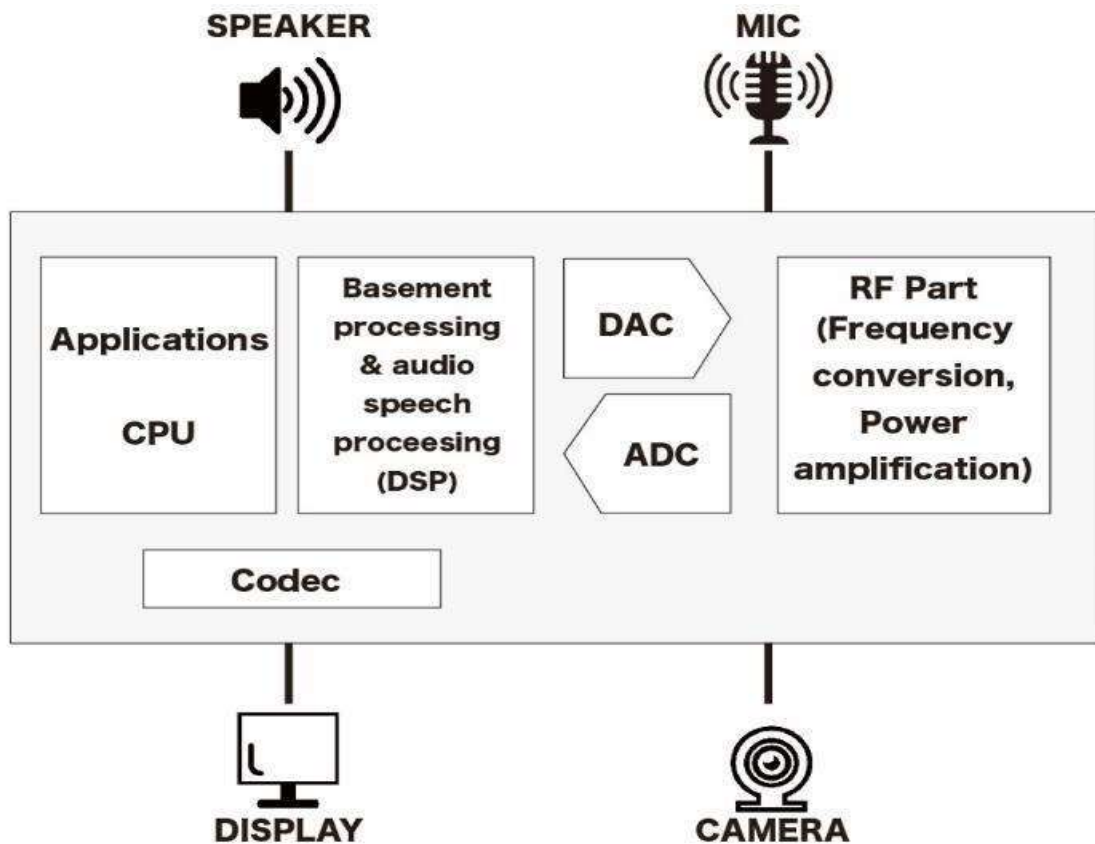 SPEAKER
MIC
Applications
CPU
Basement
processing
& audio
speech
proceesing
(DSP)
DAC
ADC
RF Part
(Frequency
conversion,
Power
amplification)
Codec
DISPLAY
CAMERA